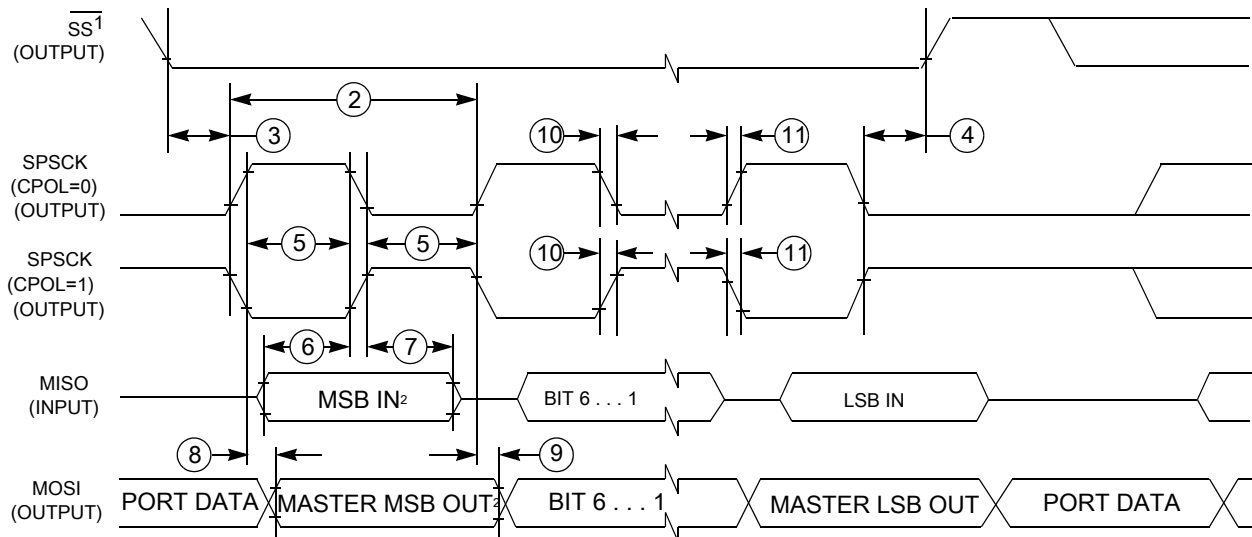 SS1
(OUTPUT)
2
3
10
11
4
SPSCK
(CPOL=0)
(OUTPUT)
5
5
10
11
SPSCK
(CPOL=1)
(OUTPUT)
6
7
MISO
(INPUT)
MSB IN2
BIT 6 . . . 1
LSB IN
8
9
MOSI
(OUTPUT)
PORT DATA
MASTER MSB OUT2
BIT 6 . . . 1
MASTER LSB OUT
PORT DATA